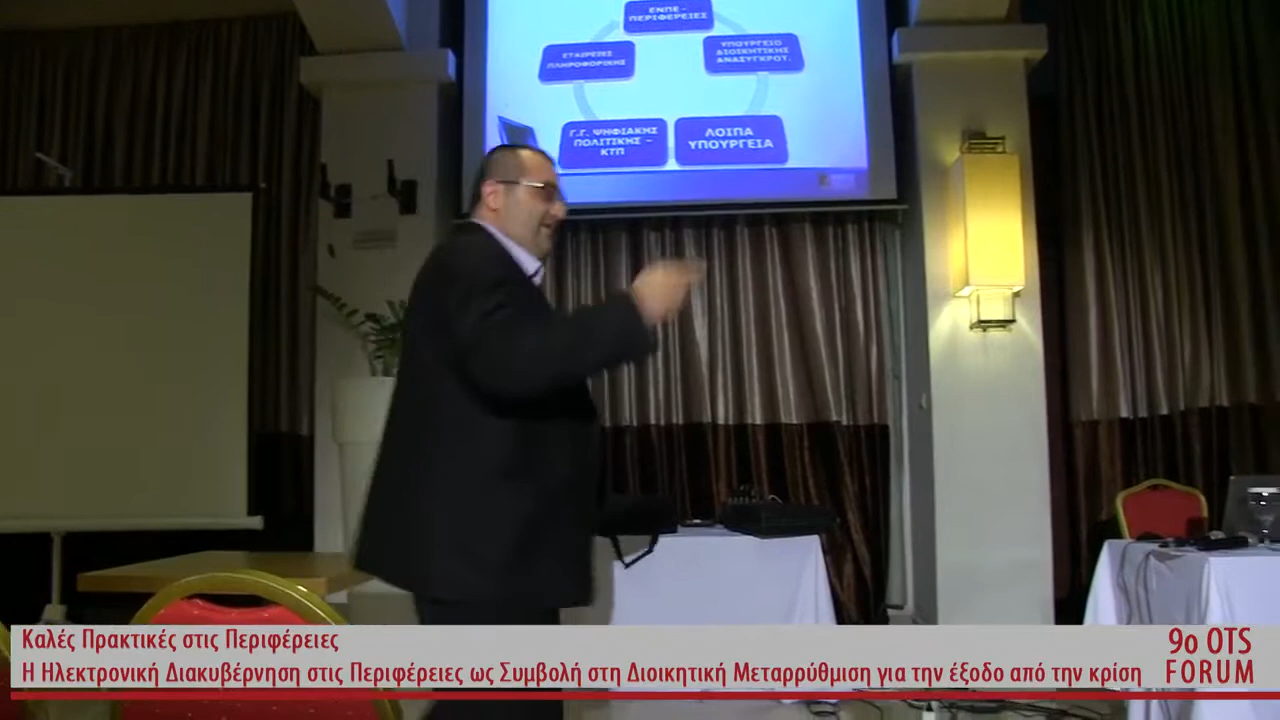 ΕΝΠΕ -
ΠΕΡΙΦΕΡΕΙΕΣ
ΕΤΑΙΡΕΙΕΣ
ΠΛΗΡΟΦΟΡΙΚΗΣ
ΥΠΟΥΡΓΕΙΟ
ΔΙΟΙΚΗΤΙΚΗΣ
ΑΝΑΣΥΓΚΡΟΤ.
Γ.Γ. ΨΗΦΙΑΚΗΣ
ΠΟΛΙΤΙΚΗΣ –
ΚΤΠ
ΛΟΙΠΑ
ΥΠΟΥΡΓΕΙΑ
Καλές Πρακτικές στις Περιφέρειες
Η Ηλεκτρονική Διακυβέρνηση στις Περιφέρειες ως Συμβολή στη Διοικητική Μεταρρύθμιση για την έξοδο από την κρίση
9ο OTS
FORUM